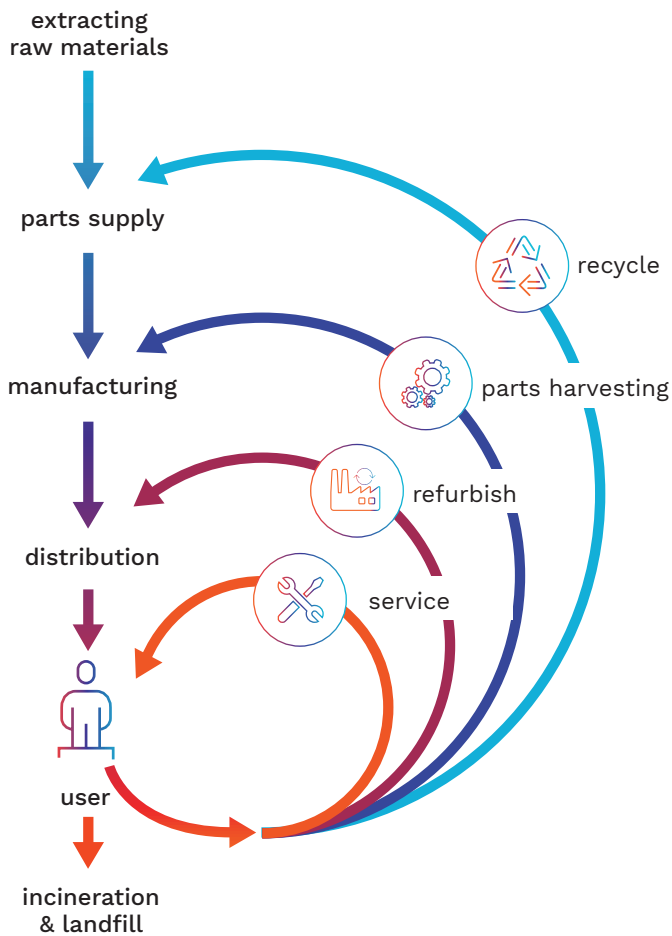 extracting
raw materials
parts supply
recycle
manufacturing
parts harvesting
refurbish
distribution
service
user
incineration
& landfill